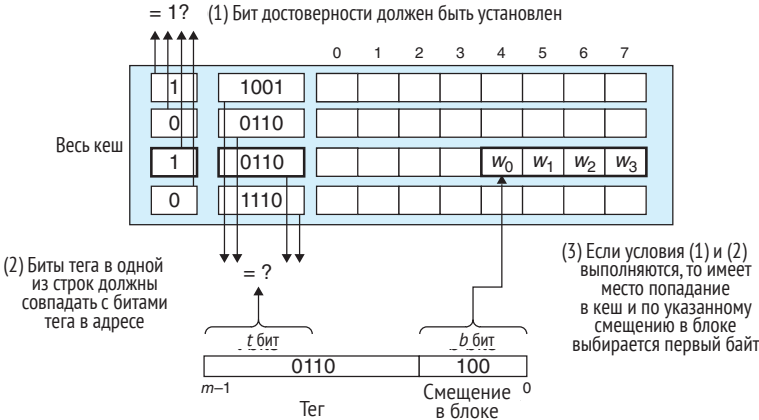 = 1?
(1) Бит достоверности должен быть установлен
0 1 2 3 4 5 6 7
Весь кеш
1 1001
0 0110
1 0110 w0 w1 w2 w3
0 1110
(2) Биты тега в одной
из строк должны
совпадать с битами
тега в адресе
= ?
(3) Если условия (1) и (2)
выполняются, то имеет
место попадание
в кеш и по указанному
смещению в блоке
выбирается первый байт
t бит
b бит
0110 100
m–1
Тег
Смещение
в блоке
0